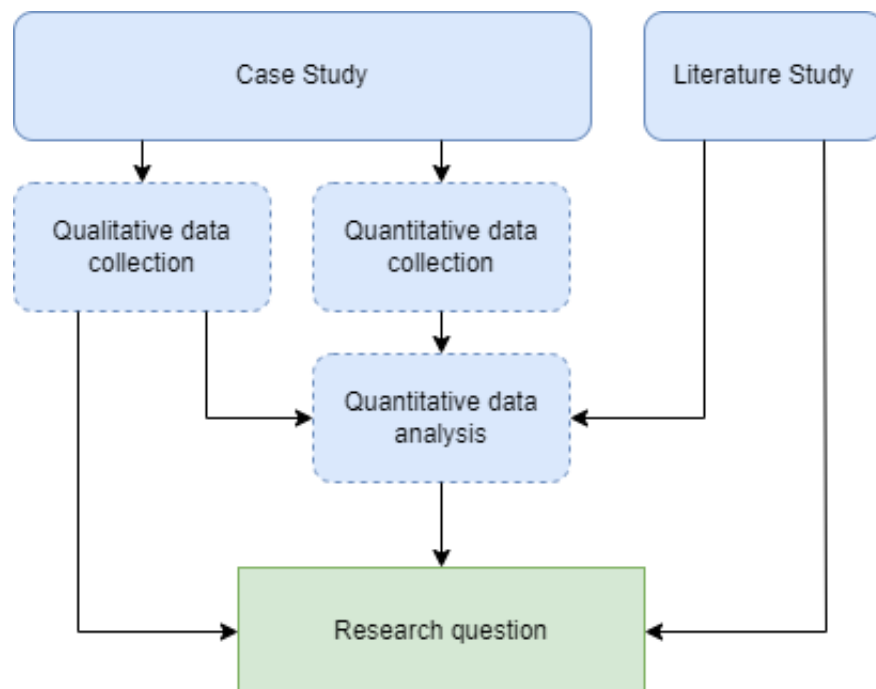 Case Study
Literature Study
Qualitative data
collection
Quantitative data
collection
Quantitative data
analysis
Research question